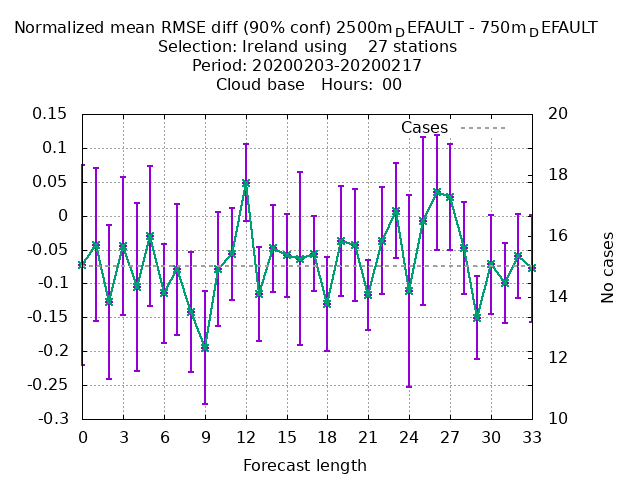 Normalized mean RMSE diff (90% conf) 2500m_DEFAULT - 750m_DEFAULT
Selection: Ireland using    27 stations
Period: 20200203-20200217
Cloud base   Hours: 00
Cases
0.15
0.1
0.05
0
-0.05
-0.1
-0.15
-0.2
-0.25
-0.3
20
18
16
14
12
10
No cases
0 3 6 9 12 15 18 21 24 27 30 33
Forecast length